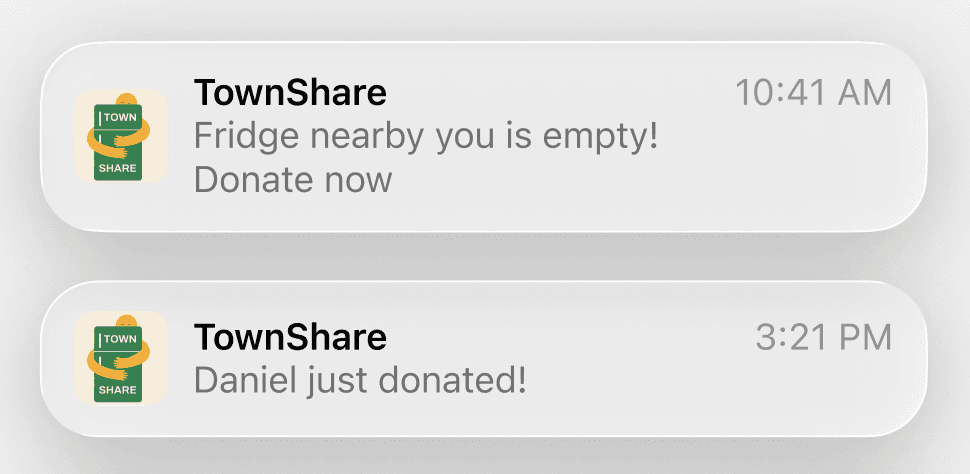 TownShare
10:41 AM
Fridge nearby you is empty!
Donate now
TOWN
SHARE
TownShare
3:21 PM
Daniel just donated!
TOWN
SHARE